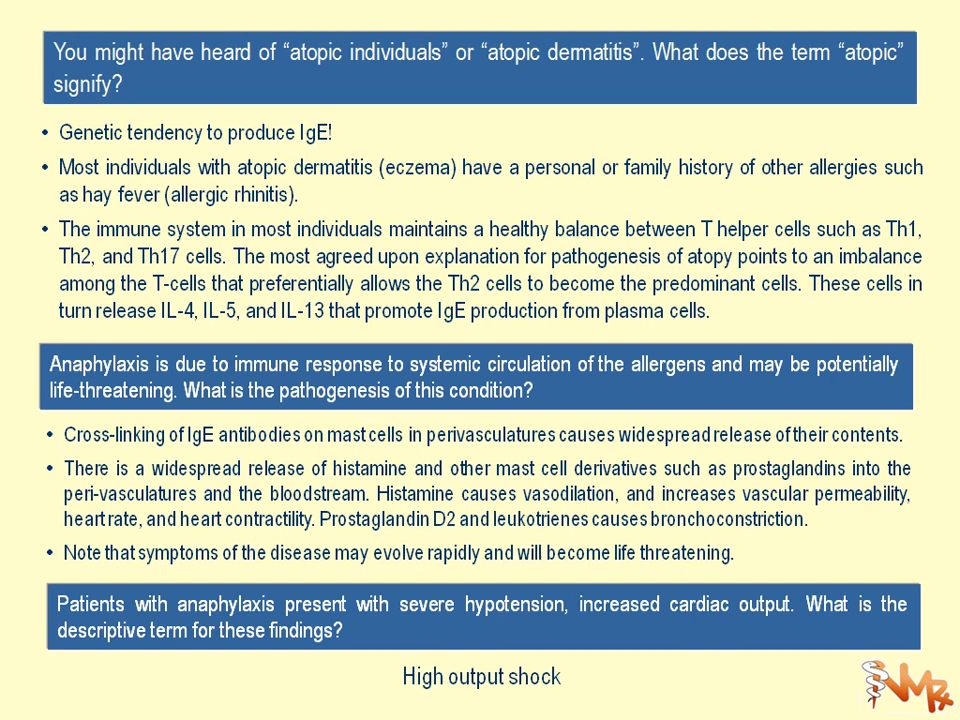 You might have heard of “atopic individuals” or “atopic dermatitis”. What does the term “atopic”
signify?
• Genetic tendency to produce IgE!
• Most individuals with atopic dermatitis (eczema) have a personal or family history of other allergies such
as hay fever (allergic rhinitis).
• The immune system in most individuals maintains a healthy balance between T helper cells such as Th1,
Th2, and Th17 cells. The most agreed upon explanation for pathogenesis of atopy points to an imbalance
among the T-cells that preferentially allows the Th2 cells to become the predominant cells. These cells in
turn release IL-4, IL-5, and IL-13 that promote IgE production from plasma cells.
Anaphylaxis is due to immune response to systemic circulation of the allergens and may be potentially
life-threatening. What is the pathogenesis of this condition?
• Cross-linking of IgE antibodies on mast cells in perivasculatures causes widespread release of their contents.
• There is a widespread release of histamine and other mast cell derivatives such as prostaglandins into the
peri-vasculatures and the bloodstream. Histamine causes vasodilation, and increases vascular permeability,
heart rate, and heart contractility. Prostaglandin D2 and leukotrienes causes bronchoconstriction.
• Note that symptoms of the disease may evolve rapidly and will become life threatening.
Patients with anaphylaxis present with severe hypotension, increased cardiac output. What is the
descriptive term for these findings?
High output shock